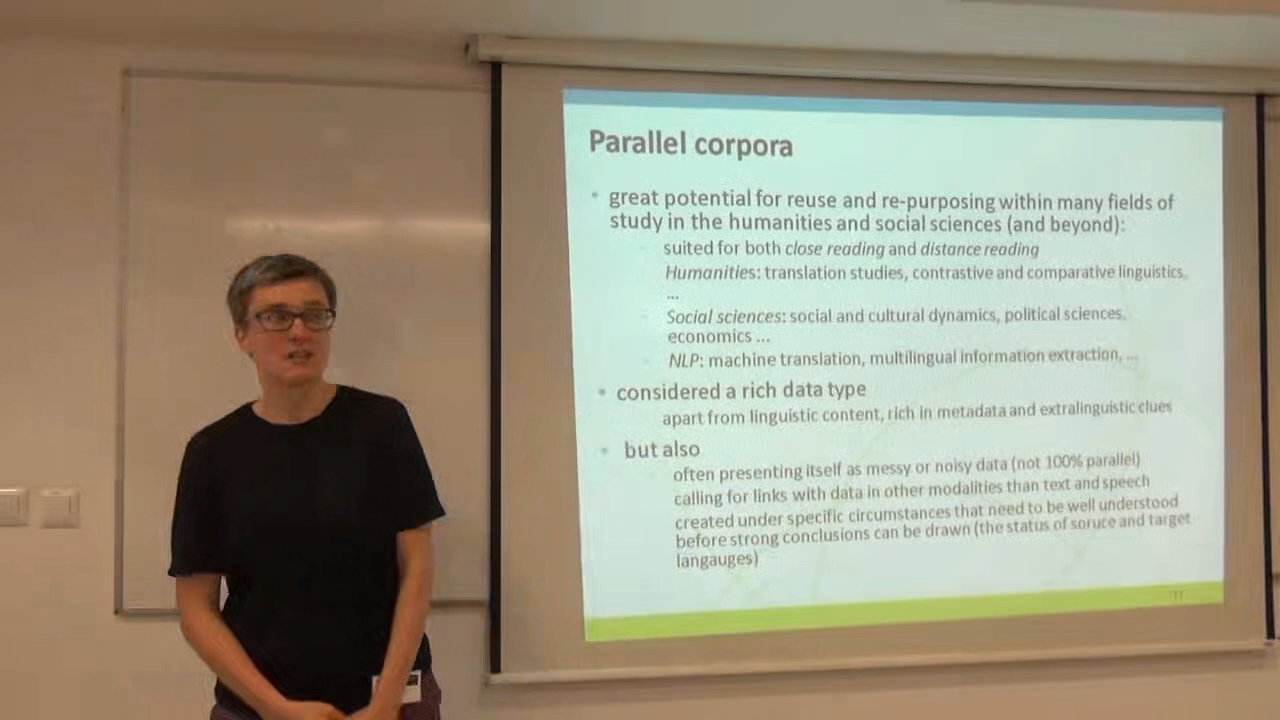 Parallel corpora
great potential for reuse and re-purposing within many fields of
study in the humanities and social sciences (and beyond):
suited for both close reading and distance reading
Humanities: translation studies, contrastive and comparative linguistics,
...
Social sciences: social and cultural dynamics, political sciences,
economics ...
NLP: machine translation, multilingual information extraction, ...
considered a rich data type
apart from linguistic content, rich in metadata and extralinguistic clues
but also
often presenting itself as messy or noisy data (not 100% parallel)
calling for links with data in other modalities than text and speech
created under specific circumstances that need to be well understood
before strong conclusions can be drawn (the status of soruce and target
langauges)
11